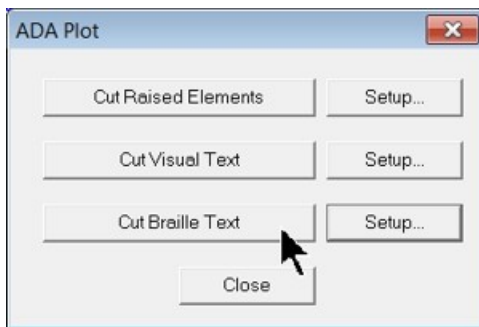 ADA Plot
Cut Raised Elements Setup...
Cut Visual Text Setup...
Cut Braille Text Setup...
Close